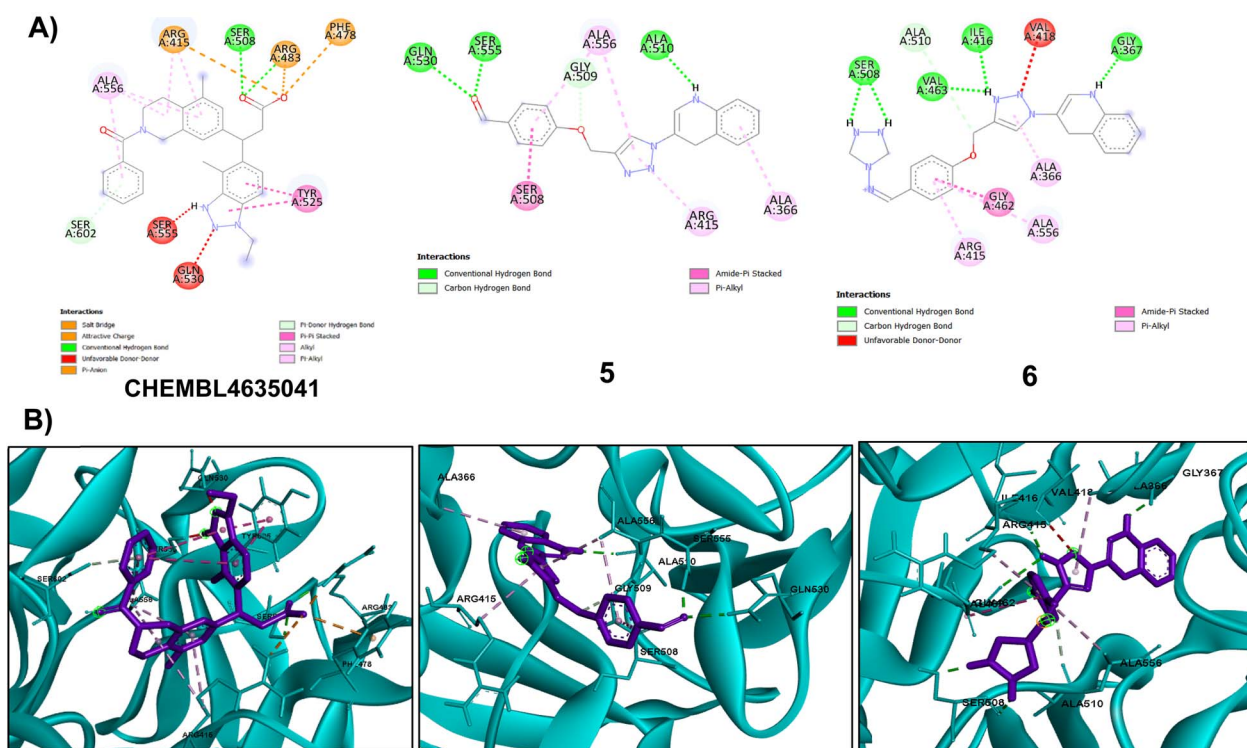 A)
ARG
A:415
SER
A:508
ARG
A:483
PHE
A:478
ALA
A:556
SER
A:602
SER
A:555
GLN
A:530
TYR
A:525
O
O
O
N
H
N
N
N
Interactions
Salt Bridge
Attractive Charge
Conventional Hydrogen Bond
Unfavorable Donor-Donor
Pi-Anion
Pi-Donor Hydrogen Bond
Pi-Pi Stacked
Alkyl
Pi-Alkyl
CHEMBL4635041
GLN
A:530
SER
A:555
ALA
A:556
GLY
A:509
ALA
A:510
SER
A:508
ARG
A:415
ALA
A:366
O
O
H
NH
N
N
N
Interactions
Conventional Hydrogen Bond
Carbon Hydrogen Bond
Amide-Pi Stacked
Pi-Alkyl
5
ALA
A:510
ILE
A:416
VAL
A:418
GLY
A:367
SER
A:508
VAL
A:463
ALA
A:366
GLY
A:462
ALA
A:556
ARG
A:415
Interactions
Conventional Hydrogen Bond
Carbon Hydrogen Bond
Unfavorable Donor-Donor
Amide-Pi Stacked
Pi-Alkyl
6
B)
SER602
ARG415
ALA366
ALA556
SER555
ALA510
GLY509
GLN530
ARG415
SER508
GLY367
VAL418
ILE416
ARG415
ALA556
SER508
ALA510